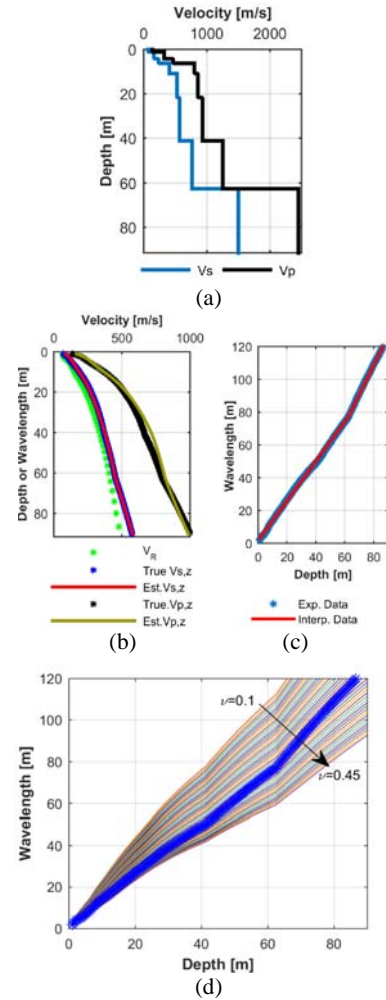 Velocity [m/s]
0 1000 2000
0
20
40
60
80
Depth [m]
Vs Vp
(a)
Velocity [m/s]
0 500 1000
0
20
40
60
80
Depth or Wavelength [m]
V_R
True Vs,z
Est.Vs,z
True.Vp,z
Est.Vp,z
(b)
120
100
80
60
40
20
0
Wavelength [m]
0 20 40 60 80
Depth [m]
Exp. Data
Interp. Data
(c)
120
100
80
60
40
20
0
Wavelength [m]
ν=0.1
ν=0.45
0 20 40 60 80
Depth [m]
(d)